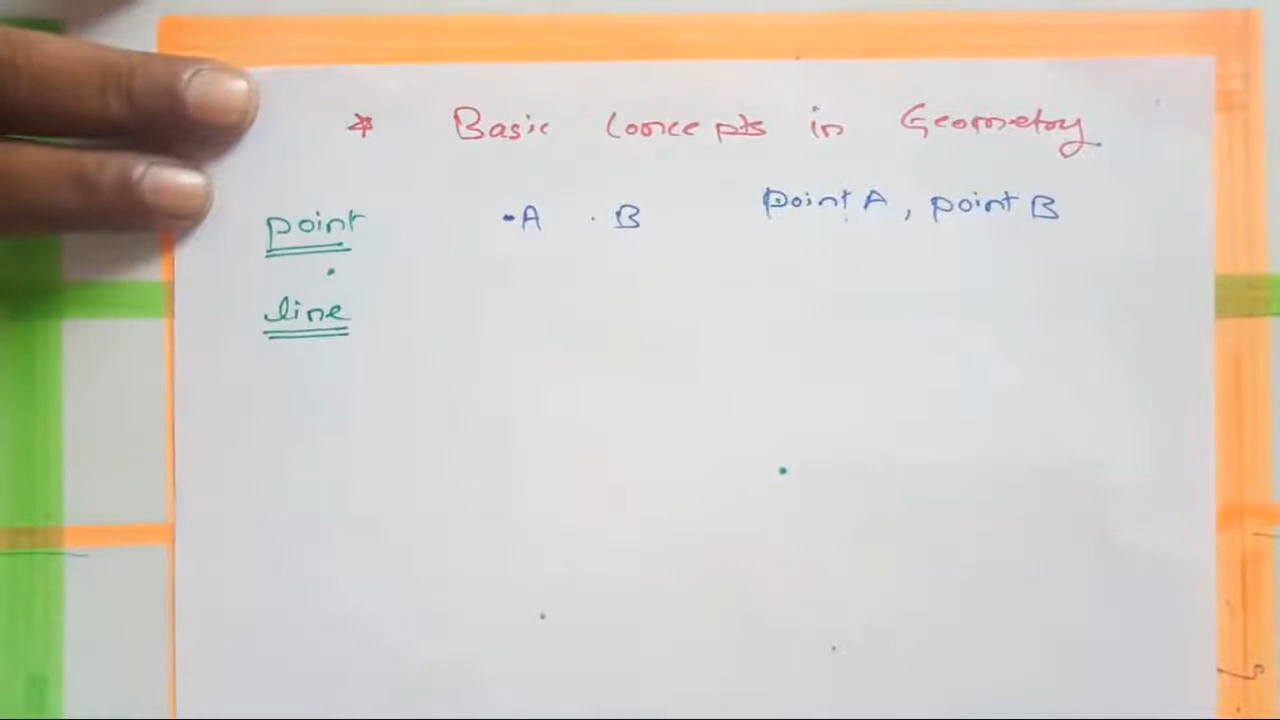 * Basic Concepts in Geometry
point •A . B point A, point B
line